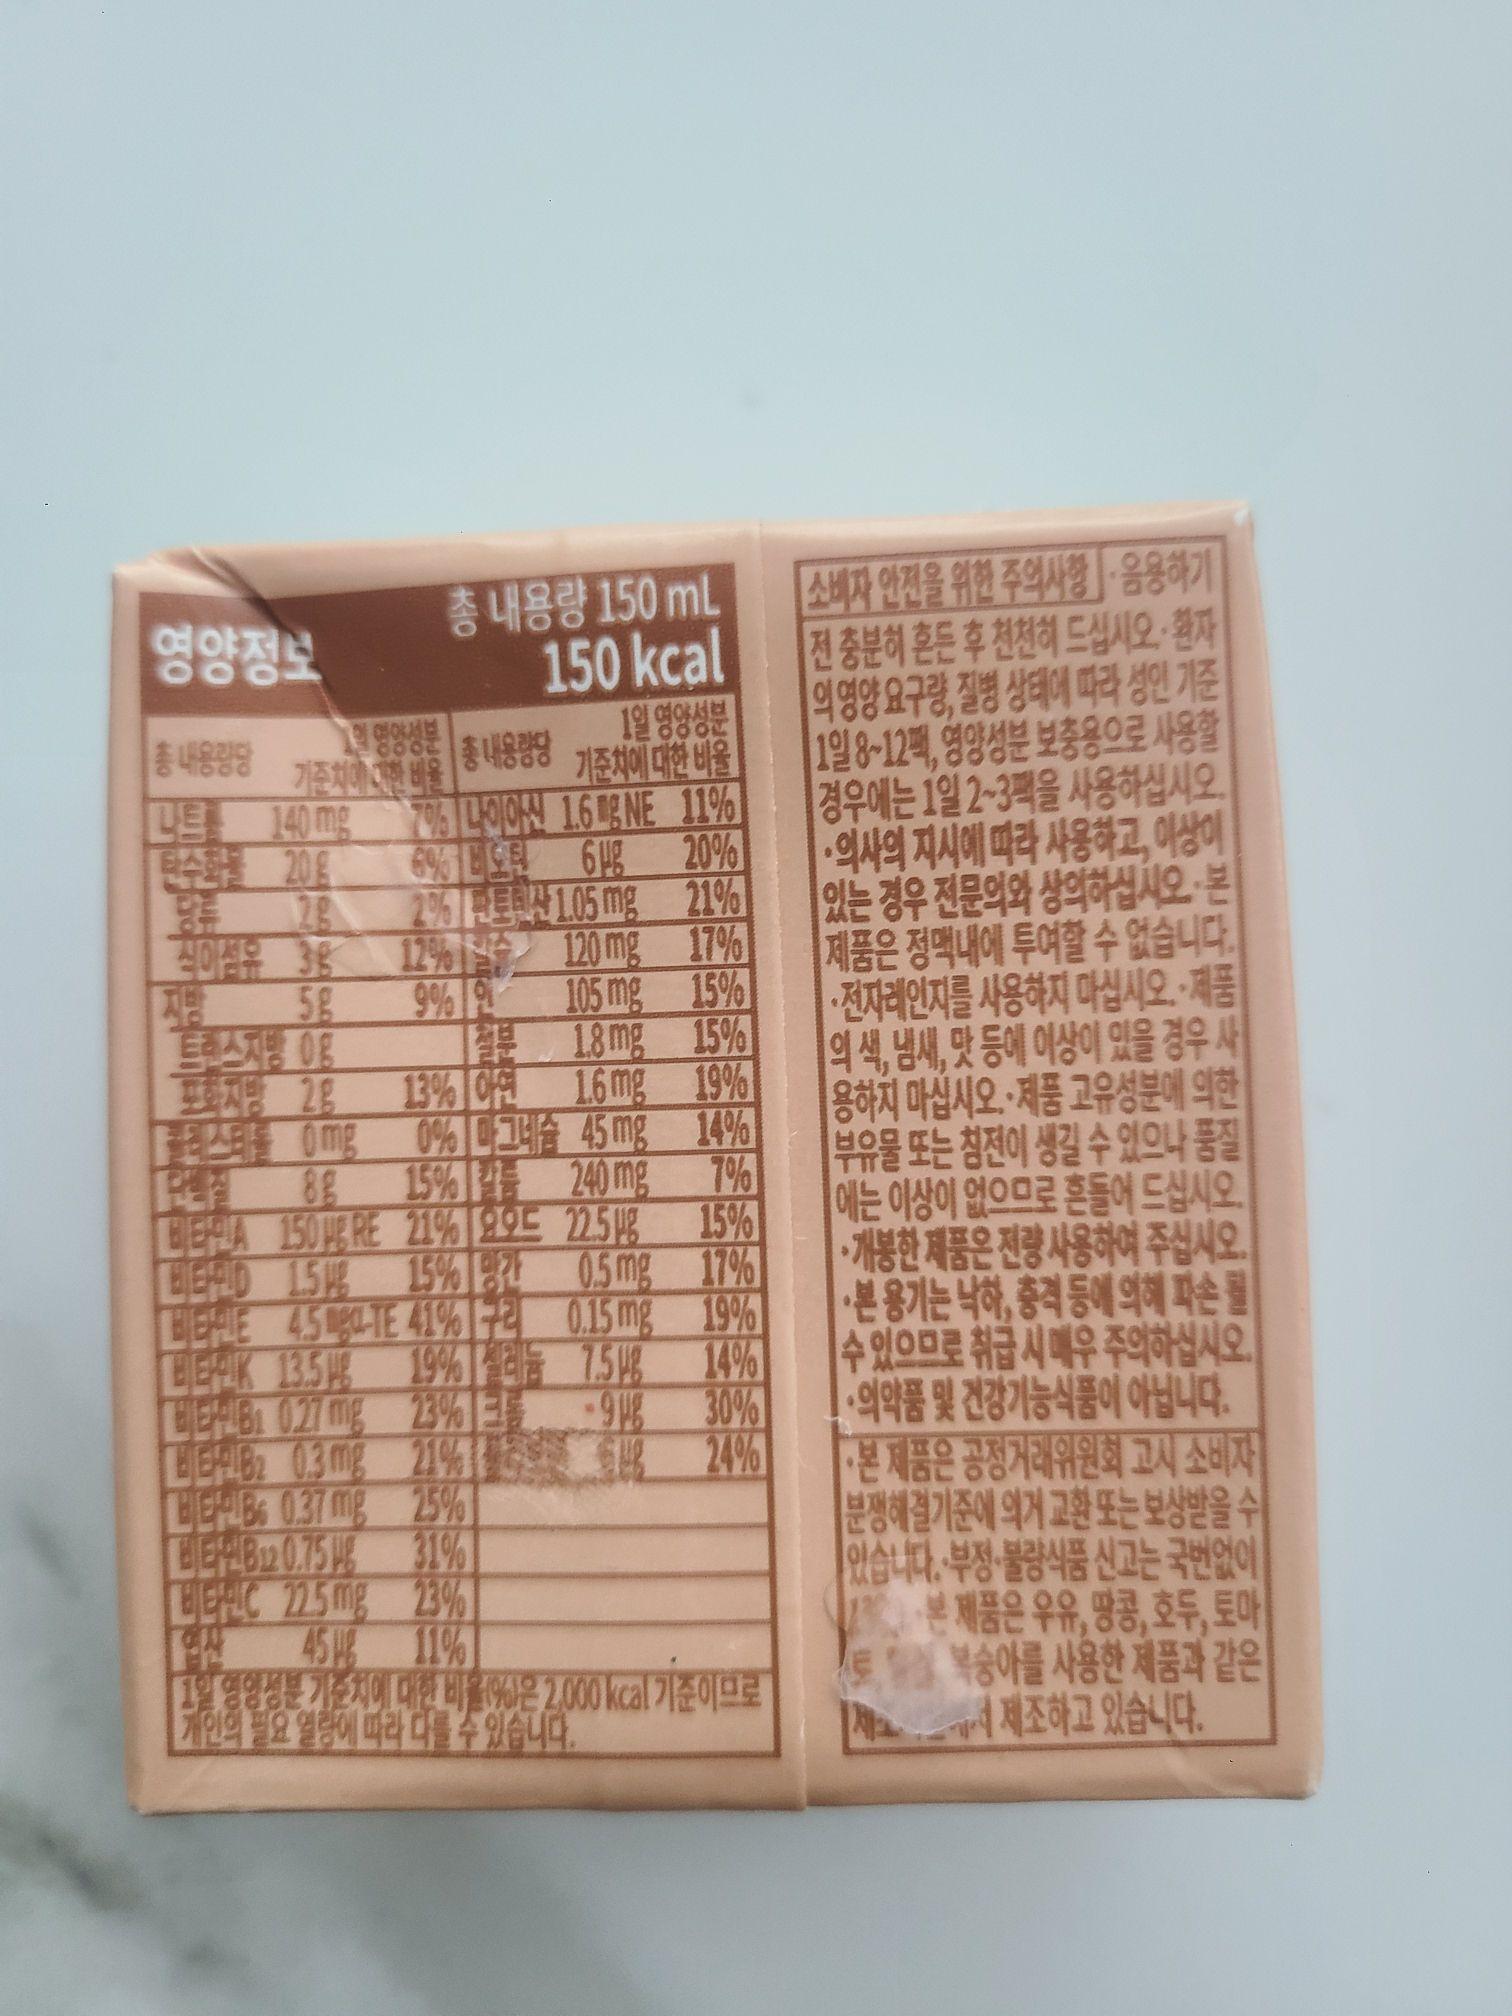 영양정보
총 내용량 150 mL
150 kcal
총 내용량당 1일 영양성분 기준치에 대한 비율
나트륨 140 mg 7%
탄수화물 20 g 6%
당류 2 g 2%
식이섬유 3 g 12%
지방 5 g 9%
트랜스지방 0 g
포화지방 2 g 13%
콜레스테롤 0 mg 0%
단백질 8 g 15%
비타민A 150 μg RE 21%
비타민D 1.5 μg 15%
비타민E 4.5 mgα-TE 41%
비타민K 13.5 μg 19%
비타민B1 0.27 mg 23%
비타민B2 0.3 mg 21%
비타민B6 0.37 mg 25%
비타민B12 0.75 μg 31%
비타민C 22.5 mg 23%
엽산 45 μg 11%
총 내용량당 1일 영양성분 기준치에 대한 비율
나이아신 1.6 mg NE 11%
비오틴 6 μg 20%
판토텐산 1.05 mg 21%
칼슘 120 mg 17%
인 105 mg 15%
철분 1.8 mg 15%
아연 1.6 mg 19%
마그네슘 45 mg 14%
칼륨 240 mg 7%
요오드 22.5 μg 15%
망간 0.5 mg 17%
구리 0.15 mg 19%
셀레늄 7.5 μg 14%
크롬 9 μg 30%
6 μg 24%
1일 영양성분 기준치에 대한 비율(%)은 2,000 kcal 기준이므로
개인의 필요 열량에 따라 다를 수 있습니다.
소비자 안전을 위한 주의사항 ·음용하기
전 충분히 흔든 후 천천히 드십시오.·환자
의 영양 요구량, 질병 상태에 따라 성인 기준
1일 8~12팩, 영양성분 보충용으로 사용할
경우에는 1일 2~3팩을 사용하십시오.
·의사의 지시에 따라 사용하고, 이상이
있는 경우 전문의와 상의하십시오.·본
제품은 정맥내에 투여할 수 없습니다.
·전자레인지를 사용하지 마십시오.·제품
의 색, 냄새, 맛 등에 이상이 있을 경우 사
용하지 마십시오.·제품 고유성분에 의한
부유물 또는 침전이 생길 수 있으나 품질
에는 이상이 없으므로 흔들어 드십시오.
·개봉한 제품은 전량 사용하여 주십시오.
·본 용기는 낙하, 충격 등에 의해 파손 될
수 있으므로 취급 시 매우 주의하십시오.
·의약품 및 건강기능식품이 아닙니다.
·본 제품은 공정거래위원회 고시 소비자
분쟁해결기준에 의거 교환 또는 보상받을 수
있습니다.·부정·불량식품 신고는 국번없이
·본 제품은 우유, 땅콩, 호두, 토마
토, 복숭아를 사용한 제품과 같은
제조하고 있습니다.